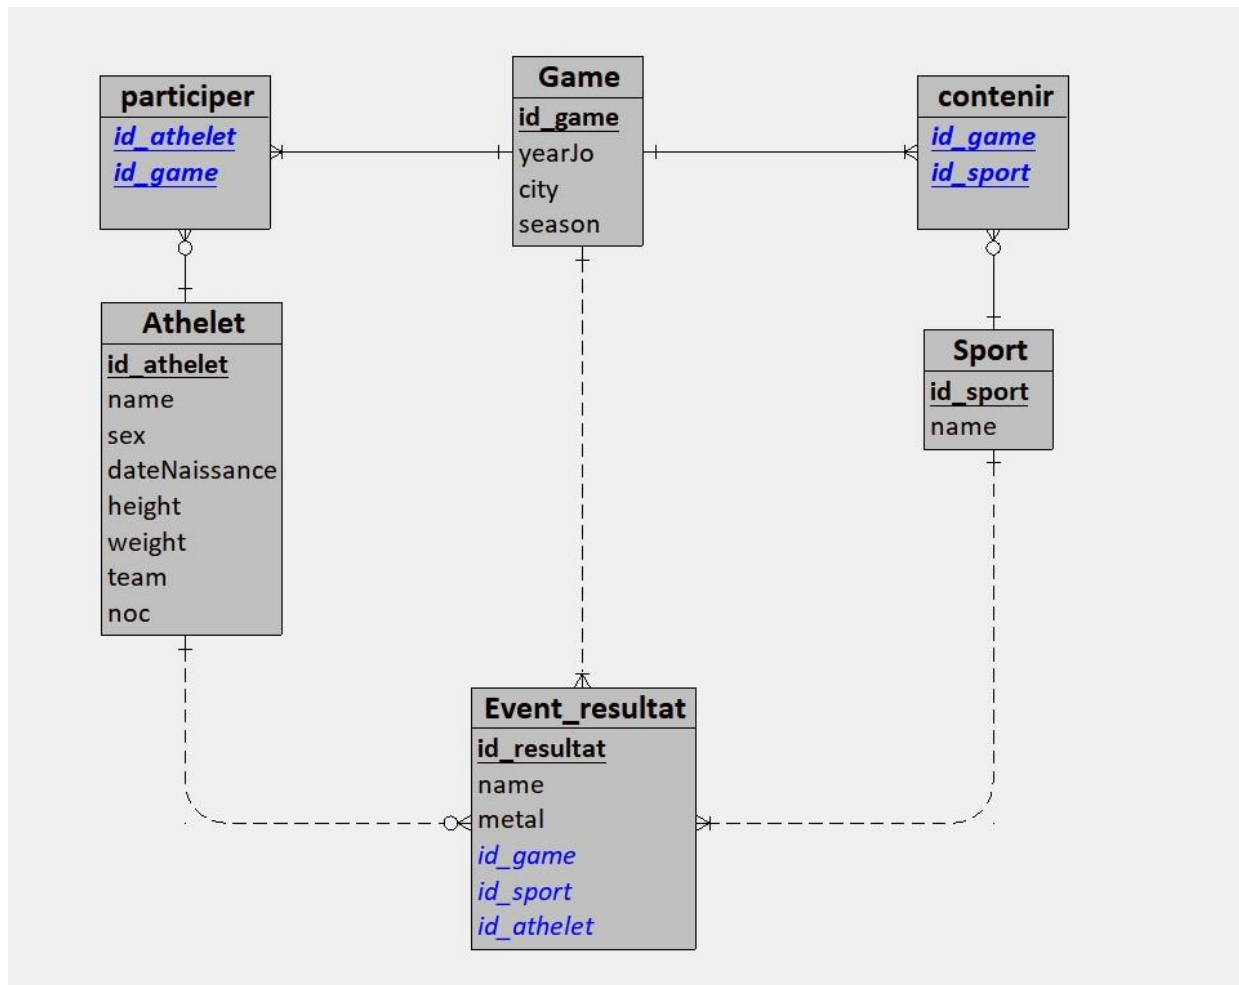 participer
id_athelet
id_game
Game
id_game
yearJo
city
season
contenir
id_game
id_sport
Athelet
id_athelet
name
sex
dateNaissance
height
weight
team
noc
Sport
id_sport
name
Event_resultat
id_resultat
name
metal
id_game
id_sport
id_athelet